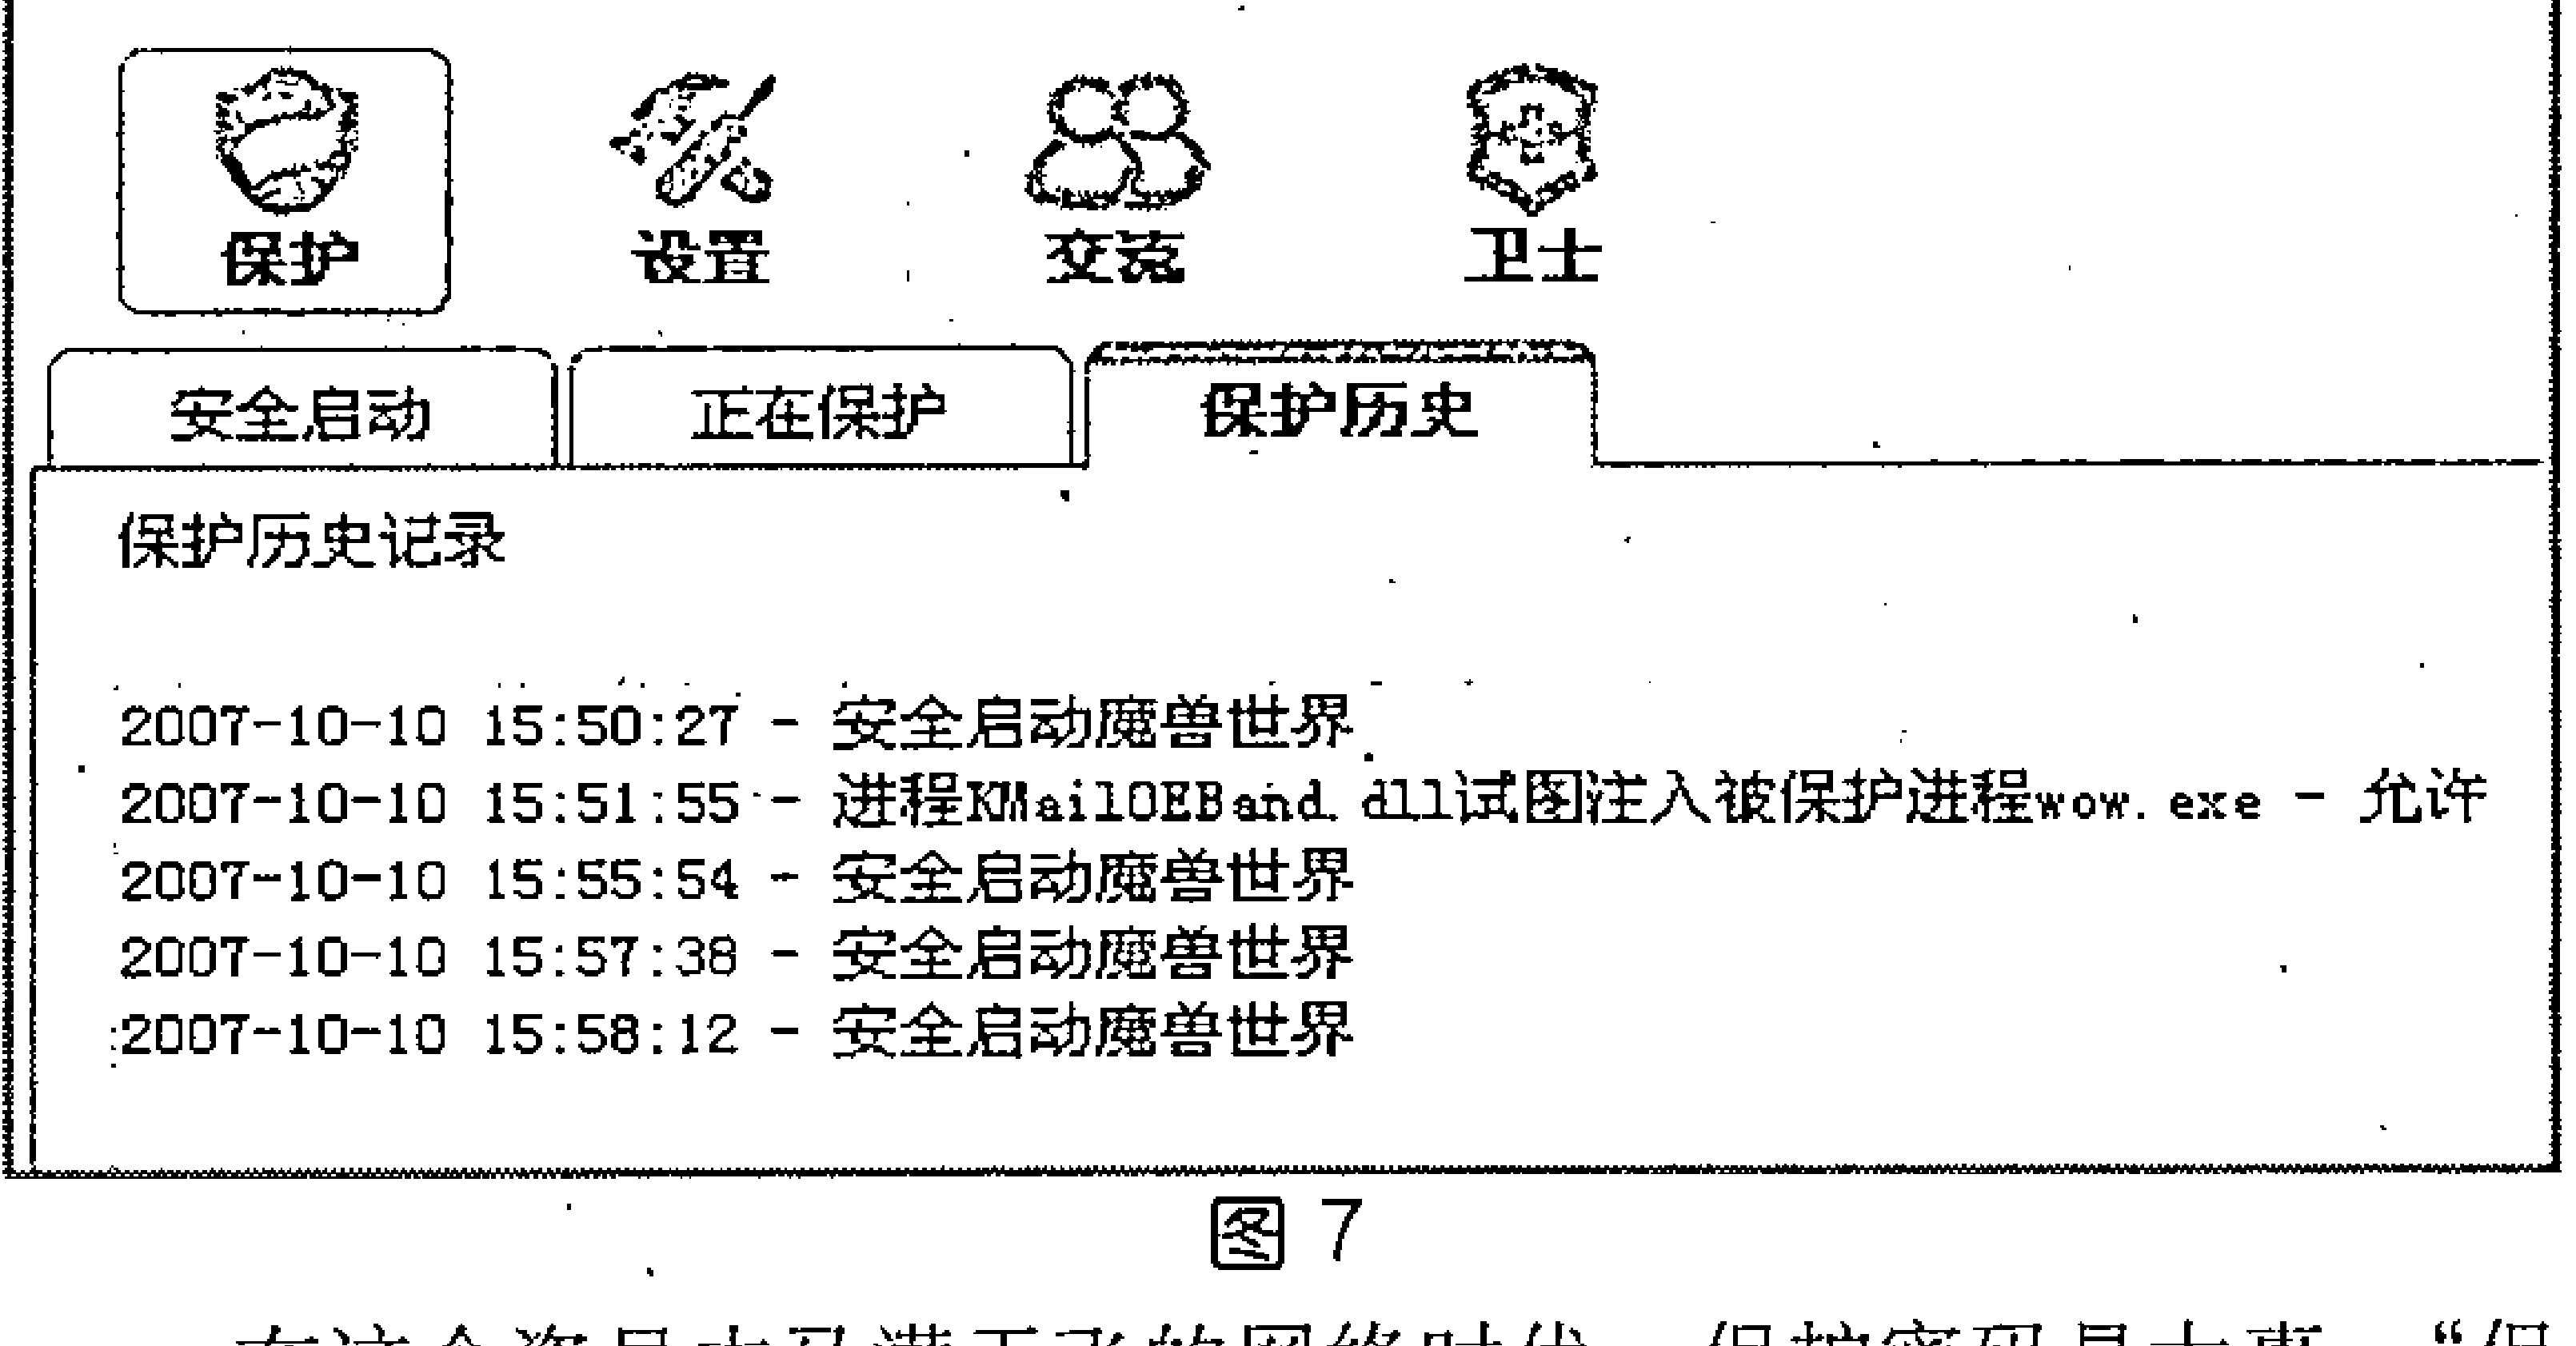 保护 设置 交流 卫士
安全启动 正在保护 保护历史
保护历史记录
2007-10-10 15:50:27 - 安全启动魔兽世界
2007-10-10 15:51:55 - 进程KMailOEBand.dll试图注入被保护进程wow.exe - 允许
2007-10-10 15:55:54 - 安全启动魔兽世界
2007-10-10 15:57:38 - 安全启动魔兽世界
2007-10-10 15:58:12 - 安全启动魔兽世界
图 7